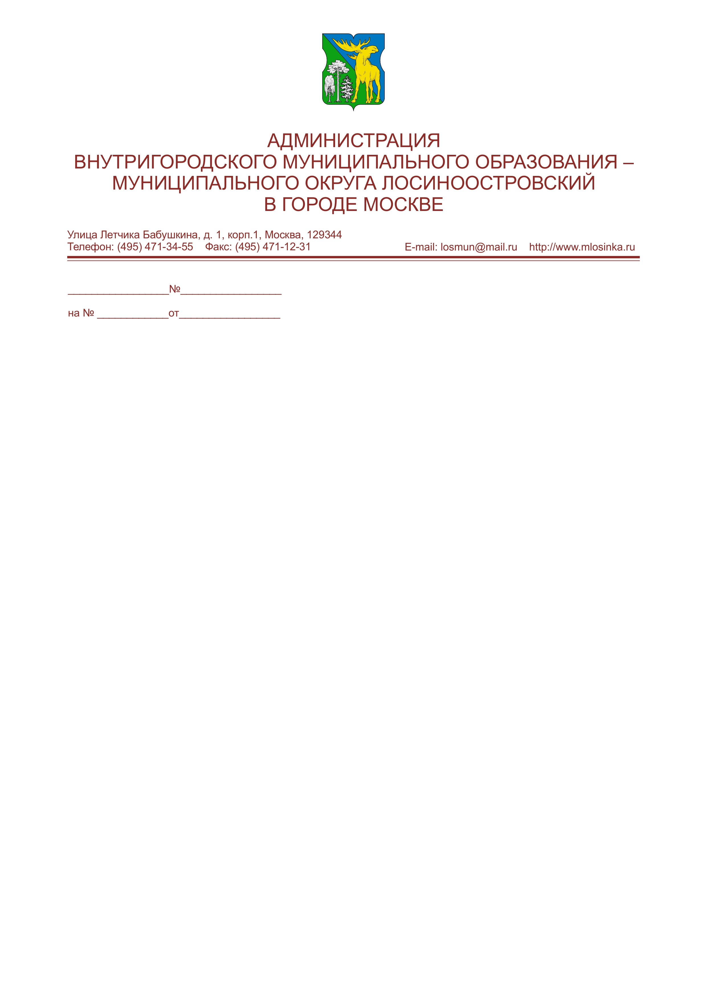 АДМИНИСТРАЦИЯ
ВНУТРИГОРОДСКОГО МУНИЦИПАЛЬНОГО ОБРАЗОВАНИЯ –
МУНИЦИПАЛЬНОГО ОКРУГА ЛОСИНООСТРОВСКИЙ
В ГОРОДЕ МОСКВЕ
Улица Летчика Бабушкина, д. 1, корп.1, Москва, 129344
Телефон: (495) 471-34-55 Факс: (495) 471-12-31 E-mail: losmun@mail.ru http://www.mlosinka.ru
_________________№_________________
на № ____________от_________________